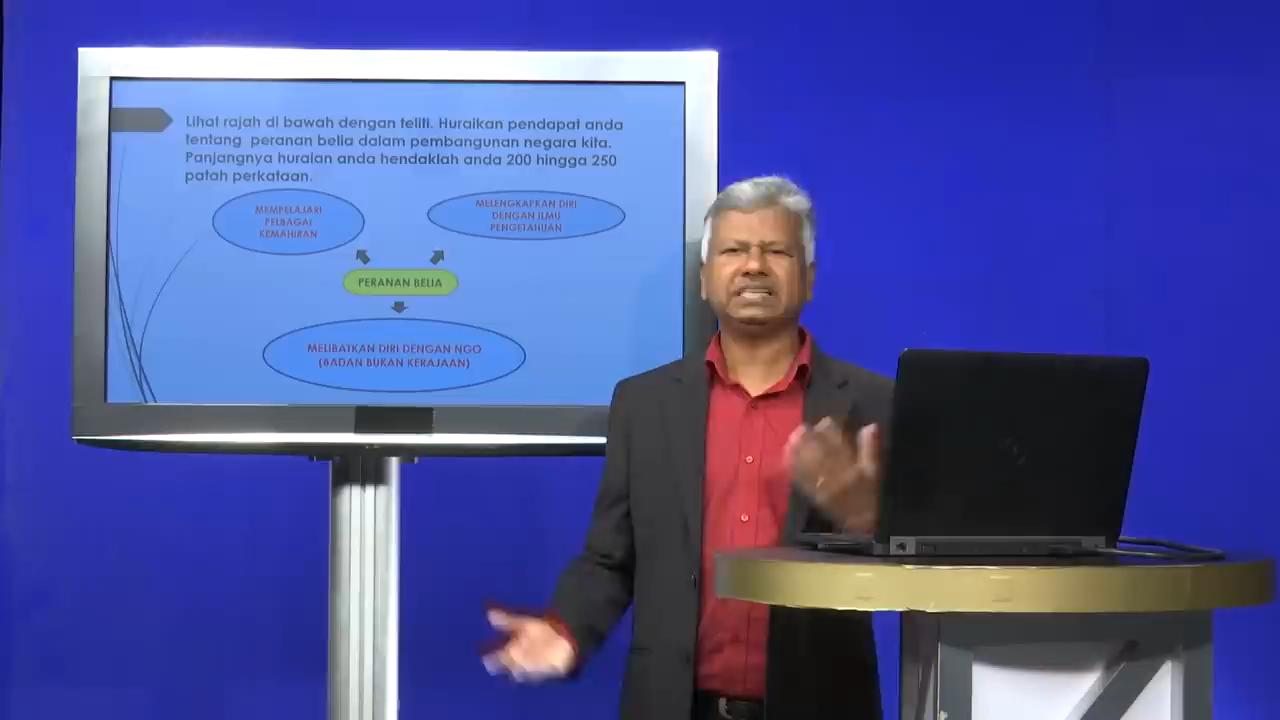 Lihat rajah di bawah dengan teliti. Huraikan pendapat anda
tentang peranan belia dalam pembangunan negara kita.
Panjangnya huraian anda hendaklah anda 200 hingga 250
patah perkataan.
MEMPELAJARI
PELBAGAI
KEMAHIRAN
MELENGKAPKAN DIRI
DENGAN ILMU
PENGETAHUAN
PERANAN BELIA
MELIBATKAN DIRI DENGAN NGO
(BADAN BUKAN KERAJAAN)